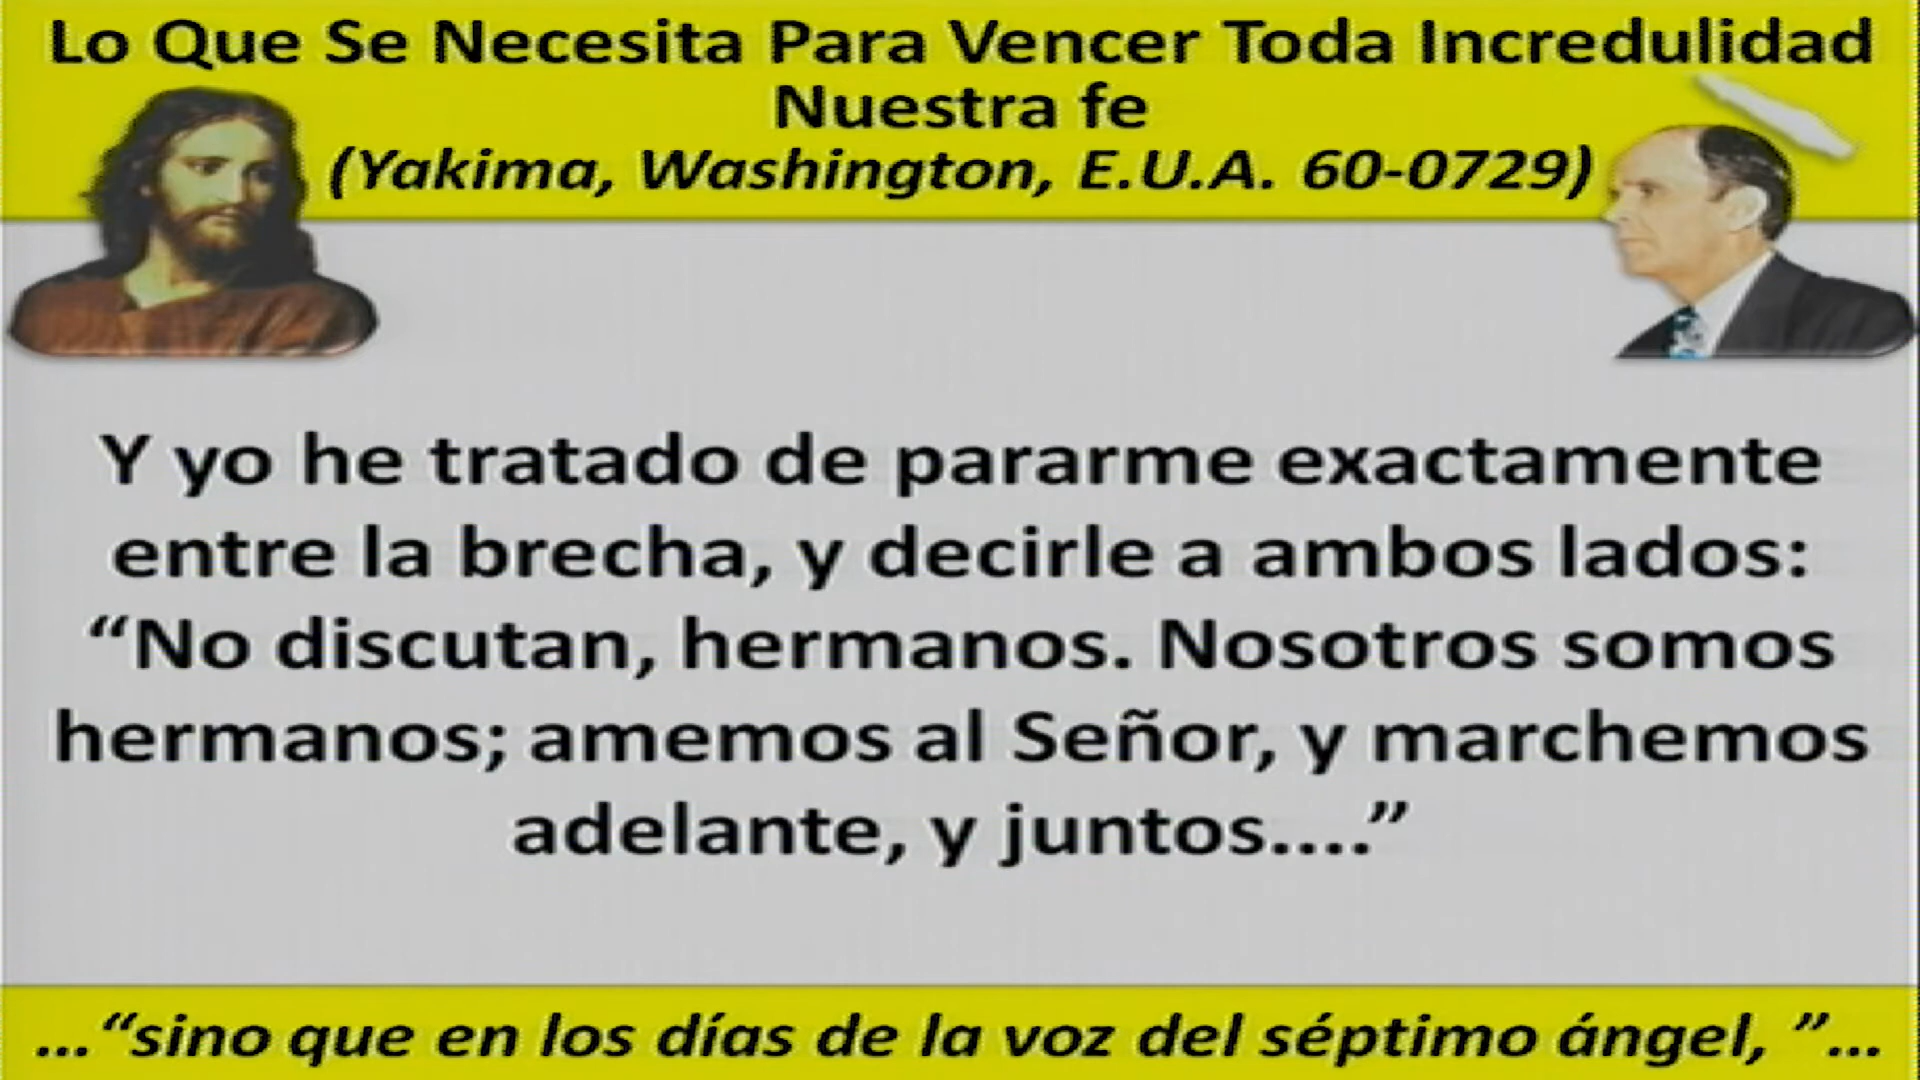 Lo Que Se Necesita Para Vencer Toda Incredulidad
Nuestra fe
(Yakima, Washington, E.U.A. 60-0729)
Y yo he tratado de pararme exactamente
entre la brecha, y decirle a ambos lados:
“No discutan, hermanos. Nosotros somos
hermanos; amemos al Señor, y marchemos
adelante, y juntos....”
...“sino que en los días de la voz del séptimo ángel, ”...